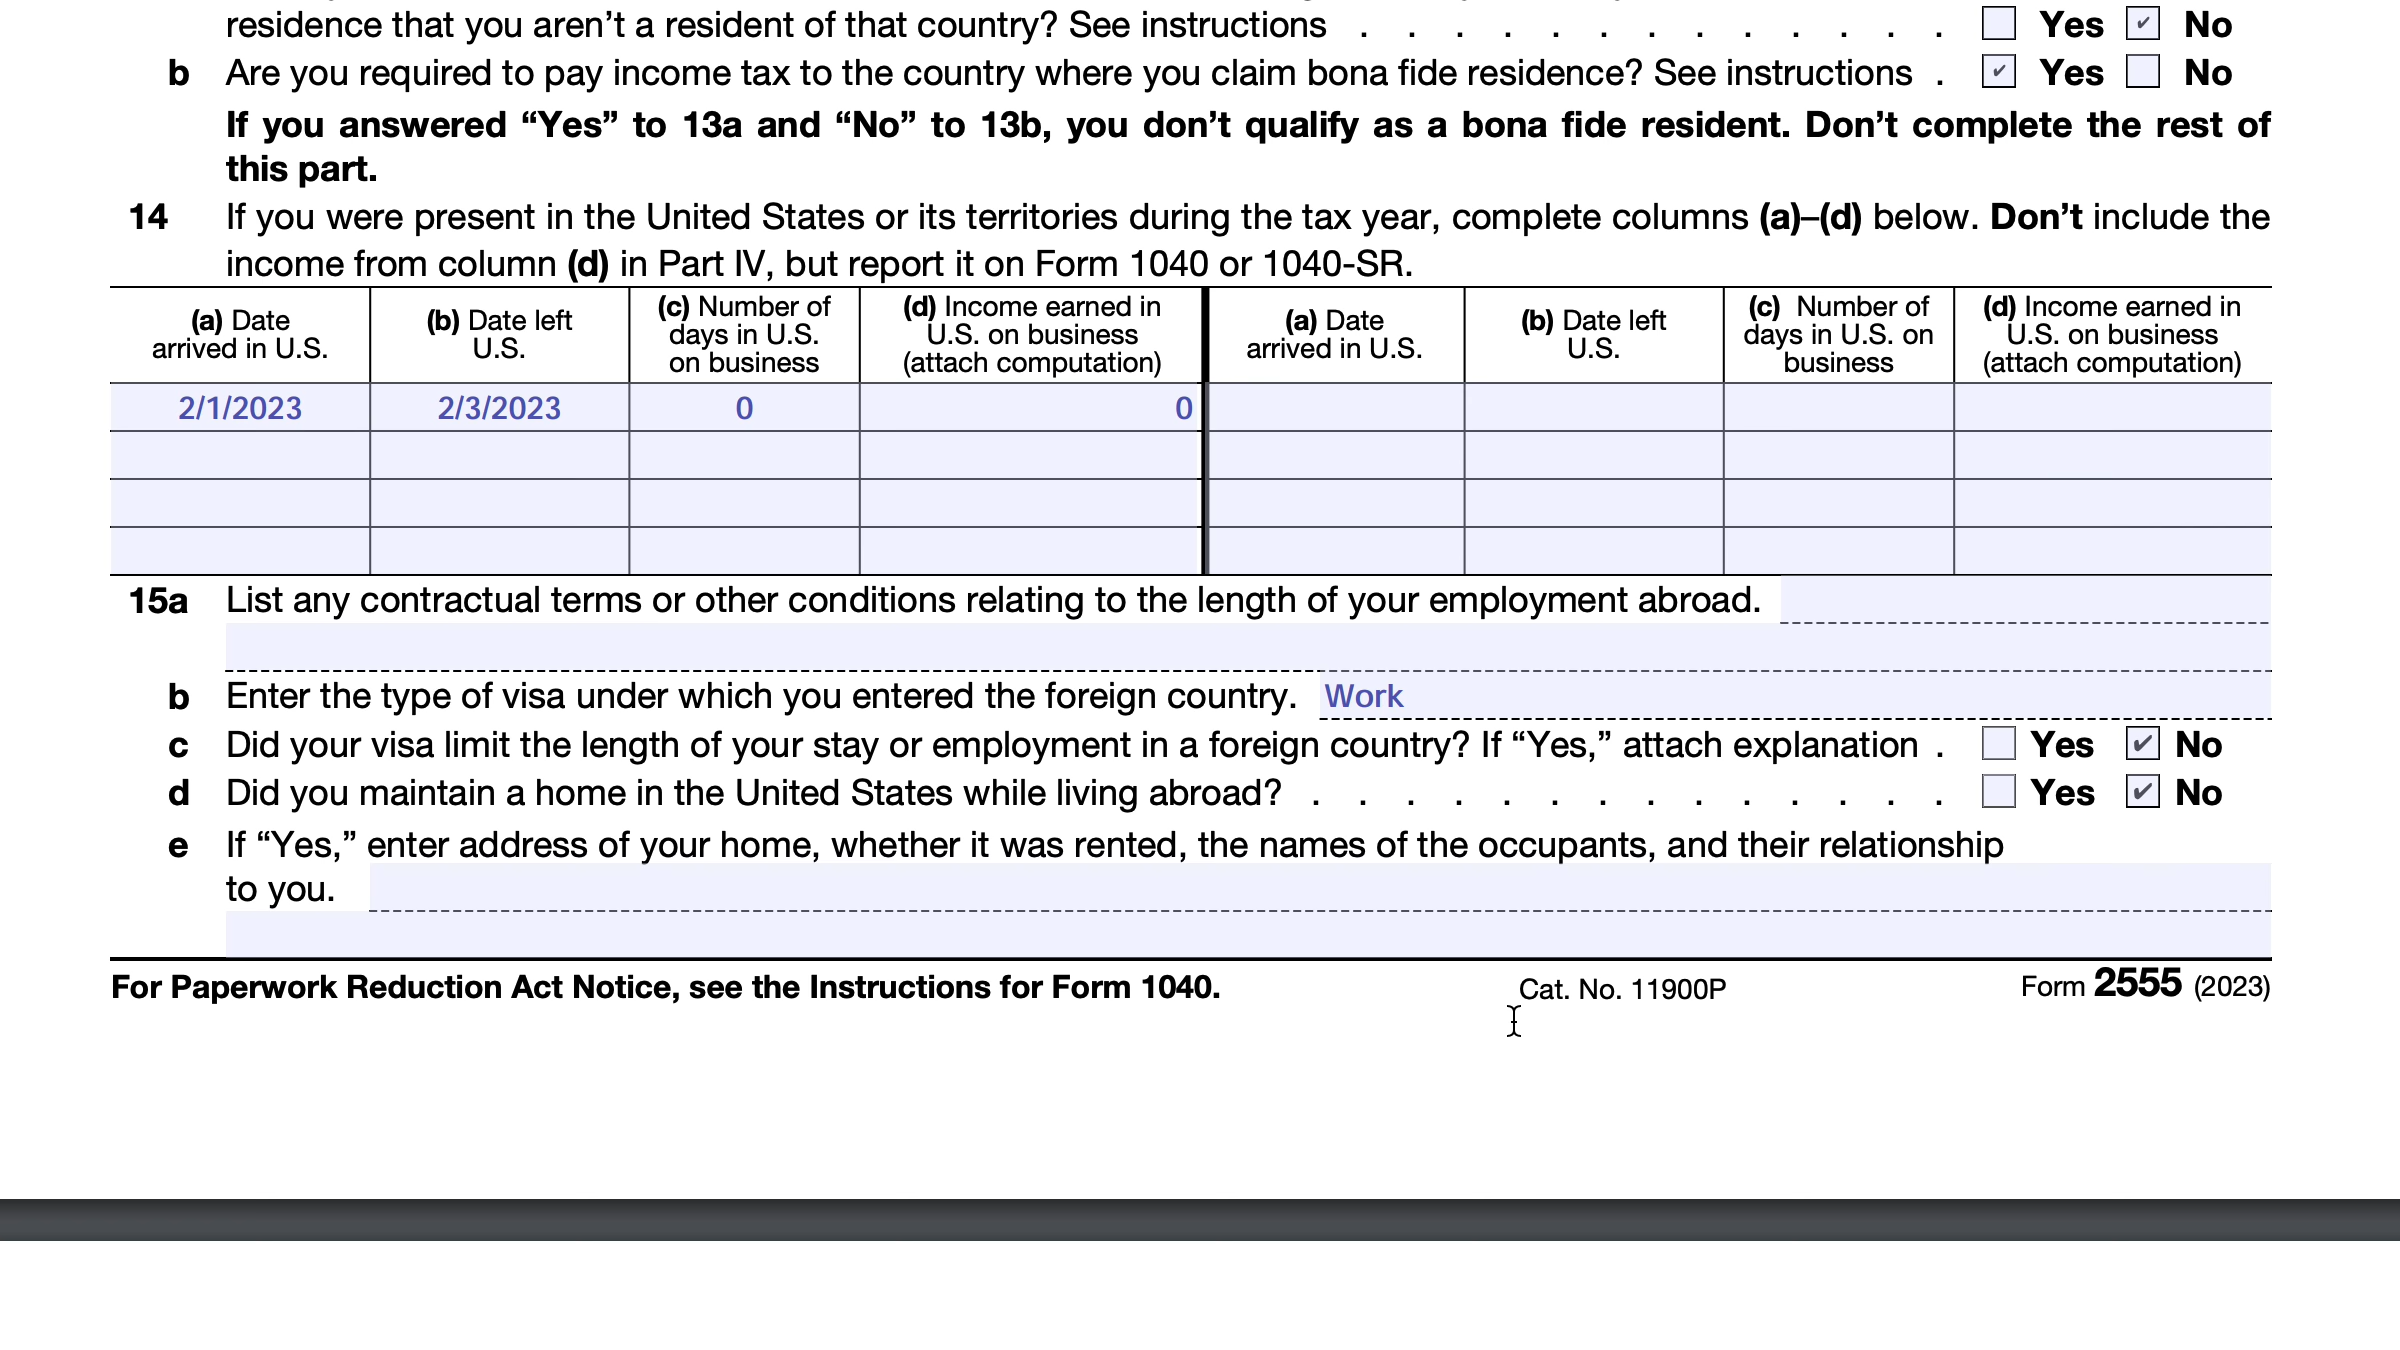 residence that you aren’t a resident of that country? See instructions . . . . . . . . . . . . . Yes ✔ No
b Are you required to pay income tax to the country where you claim bona fide residence? See instructions . ✔ Yes No
If you answered “Yes” to 13a and “No” to 13b, you don’t qualify as a bona fide resident. Don’t complete the rest of
this part.
14 If you were present in the United States or its territories during the tax year, complete columns (a)–(d) below. Don’t include the
income from column (d) in Part IV, but report it on Form 1040 or 1040-SR.
(a) Date
arrived in U.S.
(b) Date left
U.S.
(c) Number of
days in U.S.
on business
(d) Income earned in
U.S. on business
(attach computation)
(a) Date
arrived in U.S.
(b) Date left
U.S.
(c) Number of
days in U.S. on
business
(d) Income earned in
U.S. on business
(attach computation)
2/1/2023 2/3/2023 0 0
15a List any contractual terms or other conditions relating to the length of your employment abroad.
b Enter the type of visa under which you entered the foreign country. Work
c Did your visa limit the length of your stay or employment in a foreign country? If “Yes,” attach explanation . Yes ✔ No
d Did you maintain a home in the United States while living abroad? . . . . . . . . . . . . . . Yes ✔ No
e If “Yes,” enter address of your home, whether it was rented, the names of the occupants, and their relationship
to you.
For Paperwork Reduction Act Notice, see the Instructions for Form 1040. Cat. No. 11900P Form 2555 (2023)